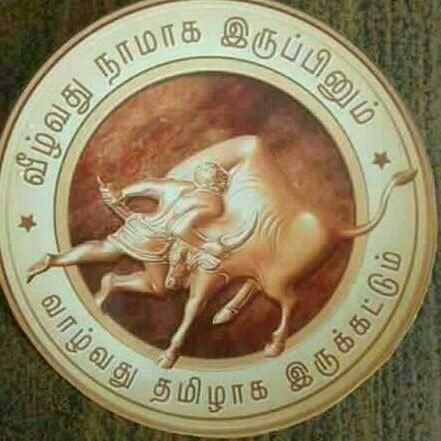 வீழ்வது நாமாக இருப்பினும்
வாழ்வது தமிழாக இருக்கட்டும்